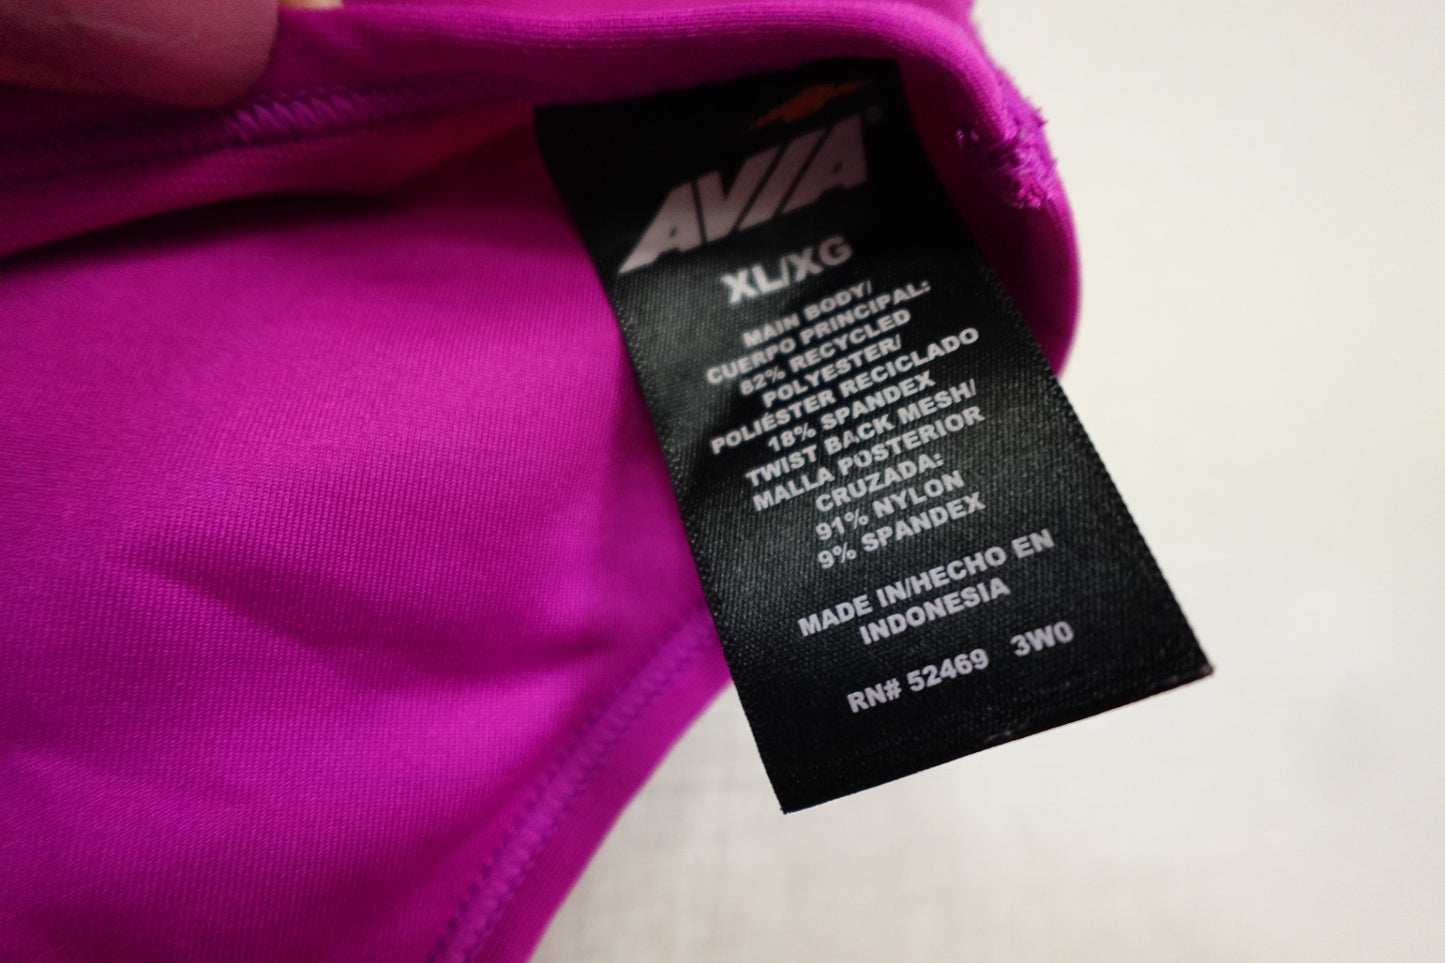 AVIA®
XL/XG
MAIN BODY/
CUERPO PRINCIPAL:
82% RECYCLED
POLYESTER/
POLIÉSTER RECICLADO
18% SPANDEX
TWIST BACK MESH/
MALLA POSTERIOR
CRUZADA:
91% NYLON
9% SPANDEX
MADE IN/HECHO EN
INDONESIA
RN# 52469 3W0